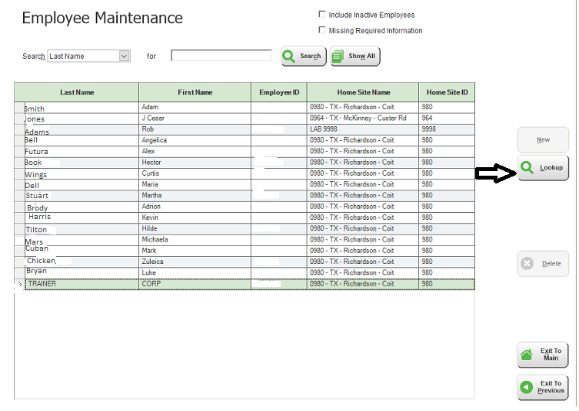 Employee Maintenance
Include Inactive Employees
Missing Required Information
Search Last Name for Search Show All
Last Name First Name Employee ID Home Site Name Home Site ID
Smith Adam 0980 - TX - Richardson - Coit 980
Jones J Cesar 0964 - TX - McKinney - Custer Rd 964
Adams Rob LAB 9998 9998
Bell Angelica 0980 - TX - Richardson - Coit 980
Futura Alex 0980 - TX - Richardson - Coit 980
Book Hector 0980 - TX - Richardson - Coit 980
Wings Curtis 0980 - TX - Richardson - Coit 980
Dall Maria 0980 - TX - Richardson - Coit 980
Stuart Martha 0980 - TX - Richardson - Coit 980
Brody Adrion 0980 - TX - Richardson - Coit 980
Harris Kevin 0980 - TX - Richardson - Coit 980
Tilton Hilde 0980 - TX - Richardson - Coit 980
Mars Michaela 0980 - TX - Richardson - Coit 980
Cuban Mark 0980 - TX - Richardson - Coit 980
Chicken Zuleica 0980 - TX - Richardson - Coit 980
Bryan Luke 0980 - TX - Richardson - Coit 980
TRAINER CORP 0980 - TX - Richardson - Coit 980
New
Lookup
Delete
Exit To
Main
Exit To
Previous